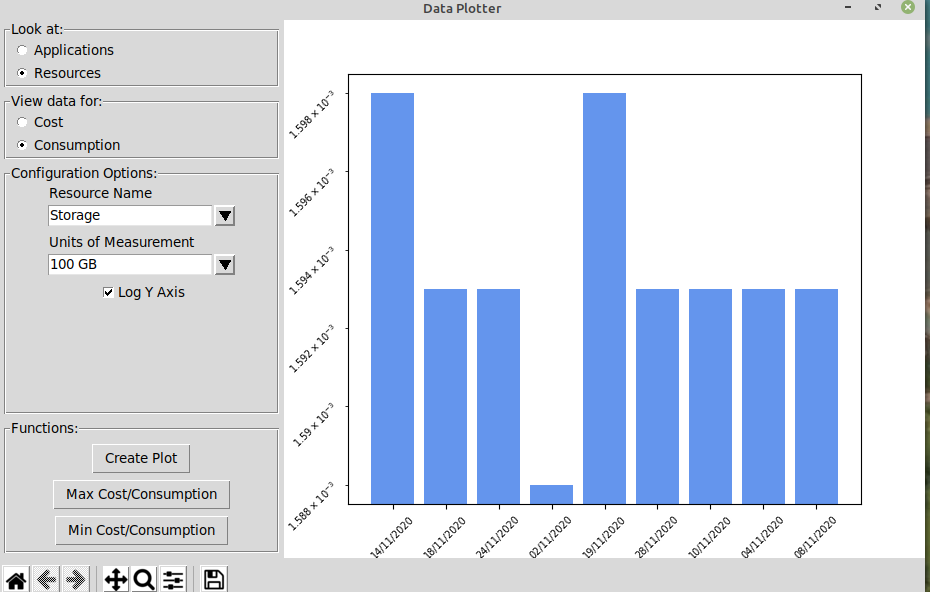 Data Plotter
Look at:
Applications
Resources
View data for:
Cost
Consumption
Configuration Options:
Resource Name
Storage
Units of Measurement
100 GB
Log Y Axis
Functions:
Create Plot
Max Cost/Consumption
Min Cost/Consumption
1.598 × 10⁻³
1.596 × 10⁻³
1.594 × 10⁻³
1.592 × 10⁻³
1.59 × 10⁻³
1.588 × 10⁻³
14/11/2020
18/11/2020
24/11/2020
02/11/2020
19/11/2020
28/11/2020
10/11/2020
04/11/2020
08/11/2020